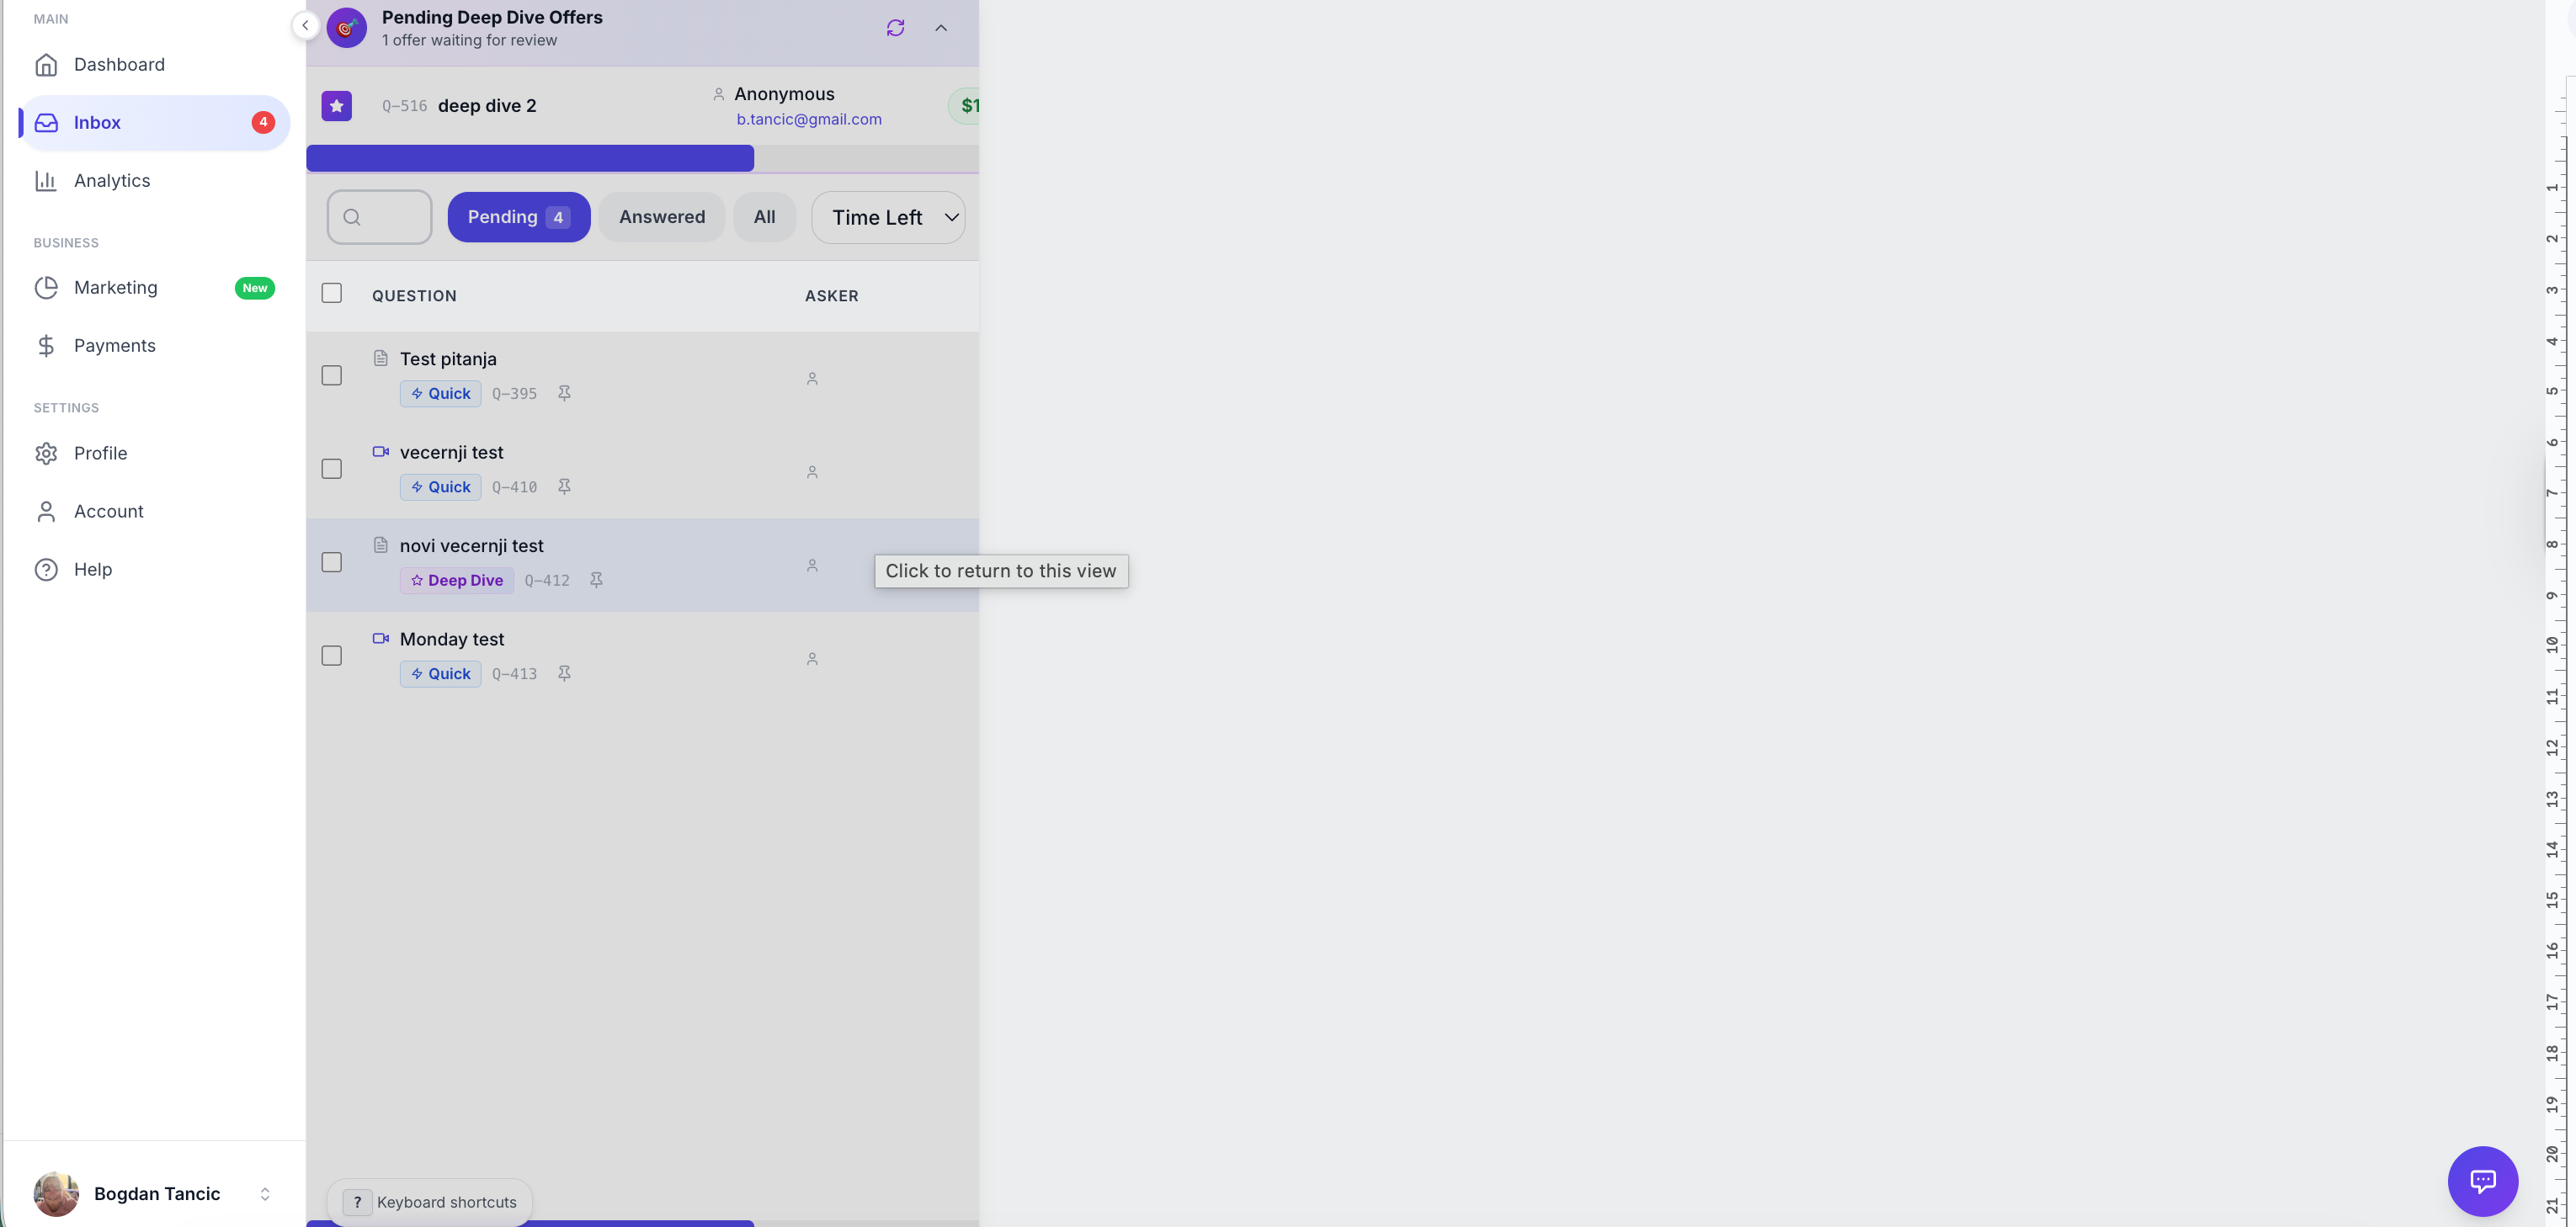 MAIN
Dashboard
Inbox 4
Analytics
BUSINESS
Marketing New
Payments
SETTINGS
Profile
Account
Help
Bogdan Tancic
Pending Deep Dive Offers
1 offer waiting for review
Q-516 deep dive 2
Anonymous
b.tancic@gmail.com
$1
Pending 4 Answered All Time Left
QUESTION ASKER
Test pitanja
Quick Q-395
vecernji test
Quick Q-410
novi vecernji test
Deep Dive Q-412
Click to return to this view
Monday test
Quick Q-413
? Keyboard shortcuts
1
2
3
4
5
6
7
8
9
10
11
12
13
14
15
16
17
18
19
20
21